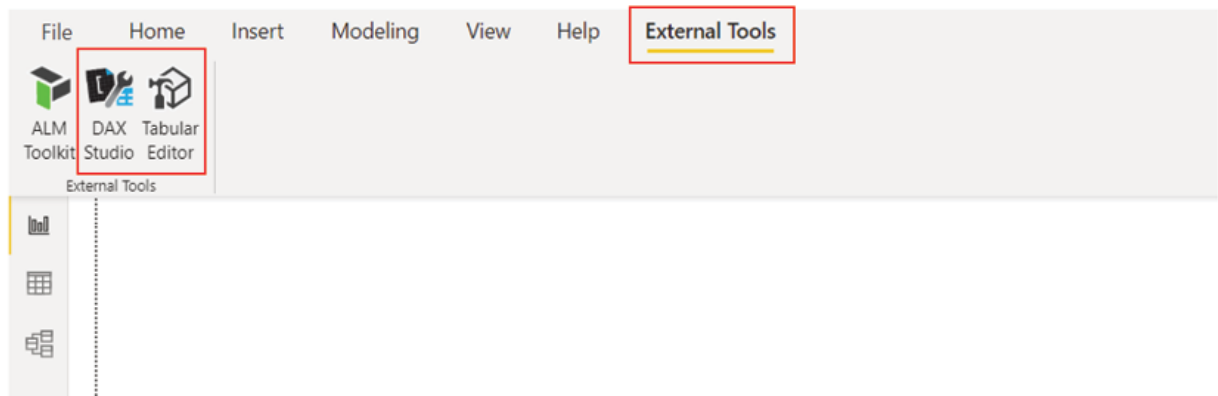 File Home Insert Modeling View Help External Tools
ALM DAX Tabular
Toolkit Studio Editor
External Tools